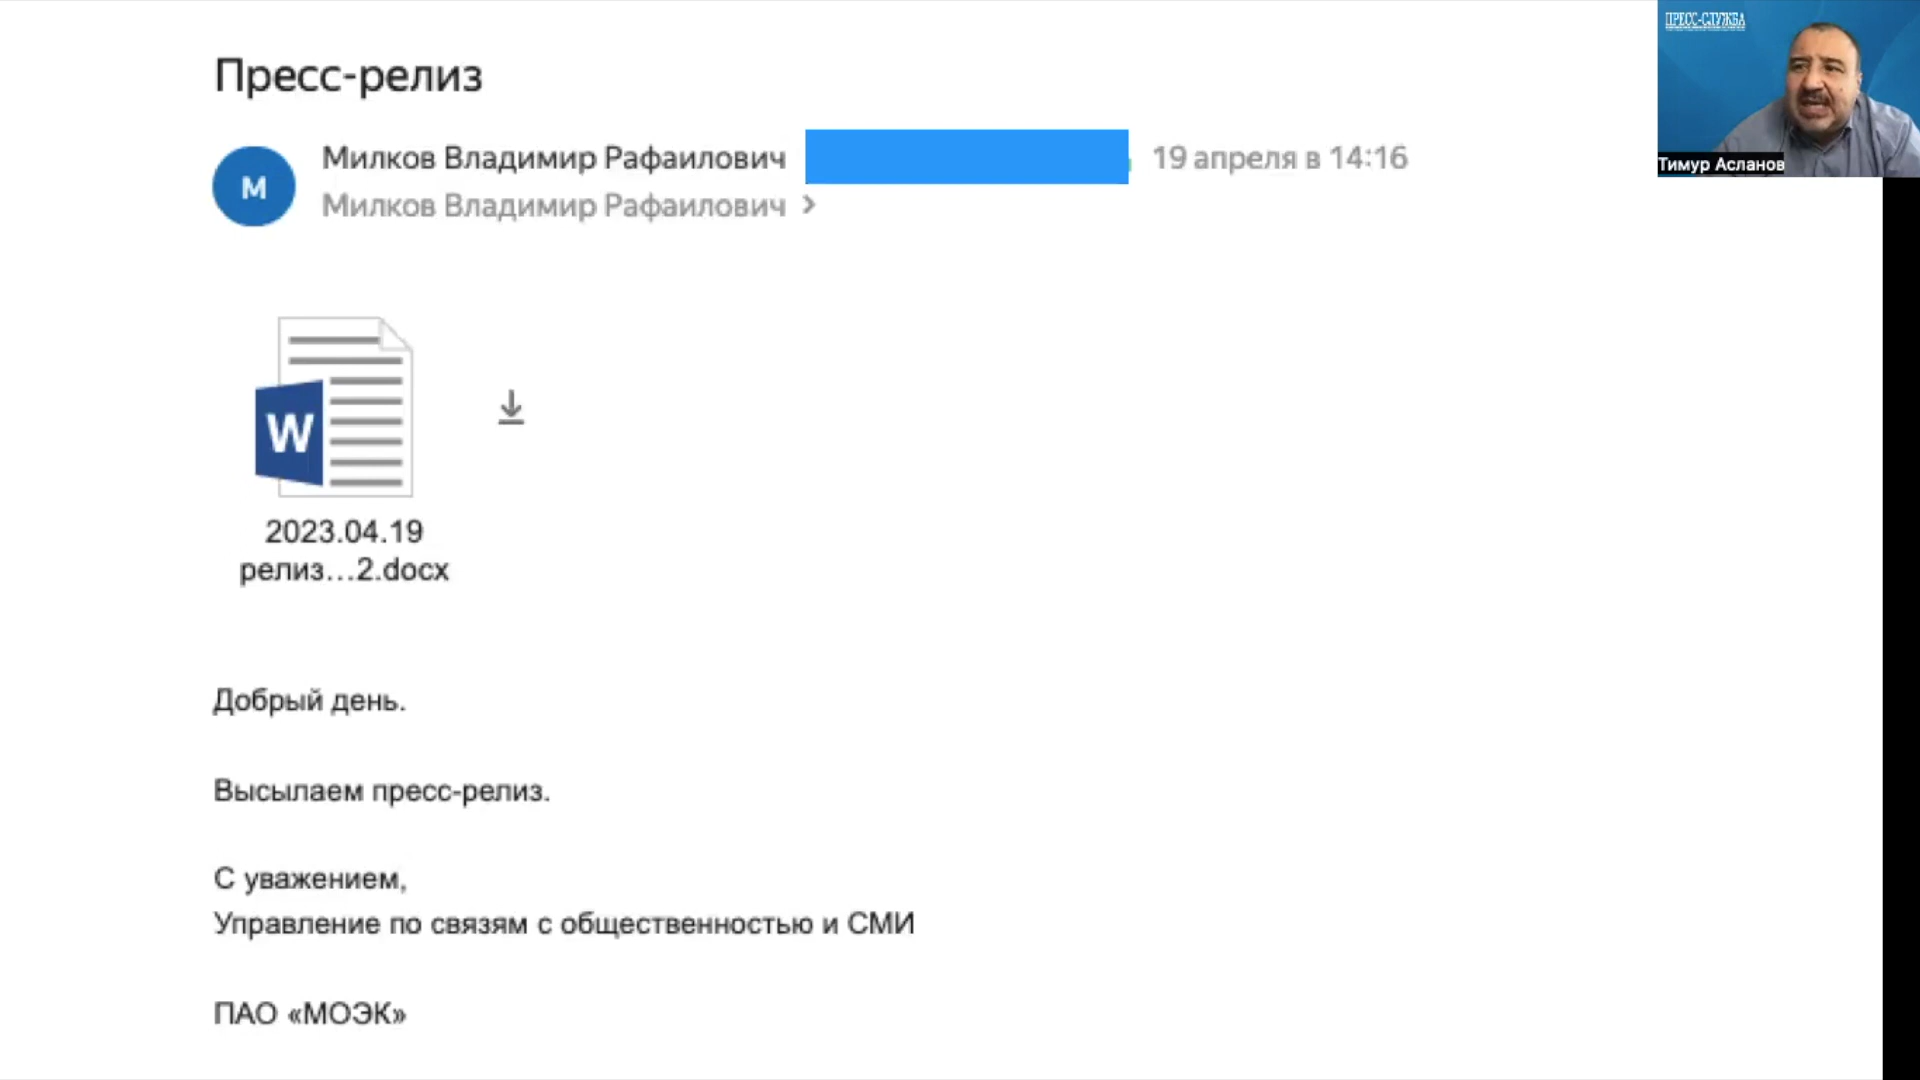 ПРЕСС-СЛУЖБА
Пресс-релиз
Милков Владимир Рафаилович 19 апреля в 14:16
М
Милков Владимир Рафаилович >
Тимур Асланов
W
2023.04.19
релиз...2.docx
Добрый день.
Высылаем пресс-релиз.
С уважением,
Управление по связям с общественностью и СМИ
ПАО «МОЭК»